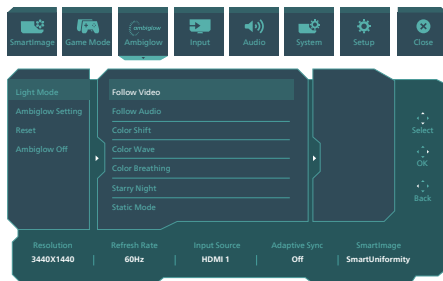 ambiglow
SmartImage
Game Mode
Ambiglow
Input
Audio
System
Setup
Close
Light Mode
Ambiglow Setting
Reset
Ambiglow Off
Follow Video
Follow Audio
Color Shift
Color Wave
Color Breathing
Starry Night
Static Mode
Select
OK
Back
Resolution
Refresh Rate
Input Source
Adaptive Sync
SmartImage
3440X1440
60Hz
HDMI 1
Off
SmartUniformity